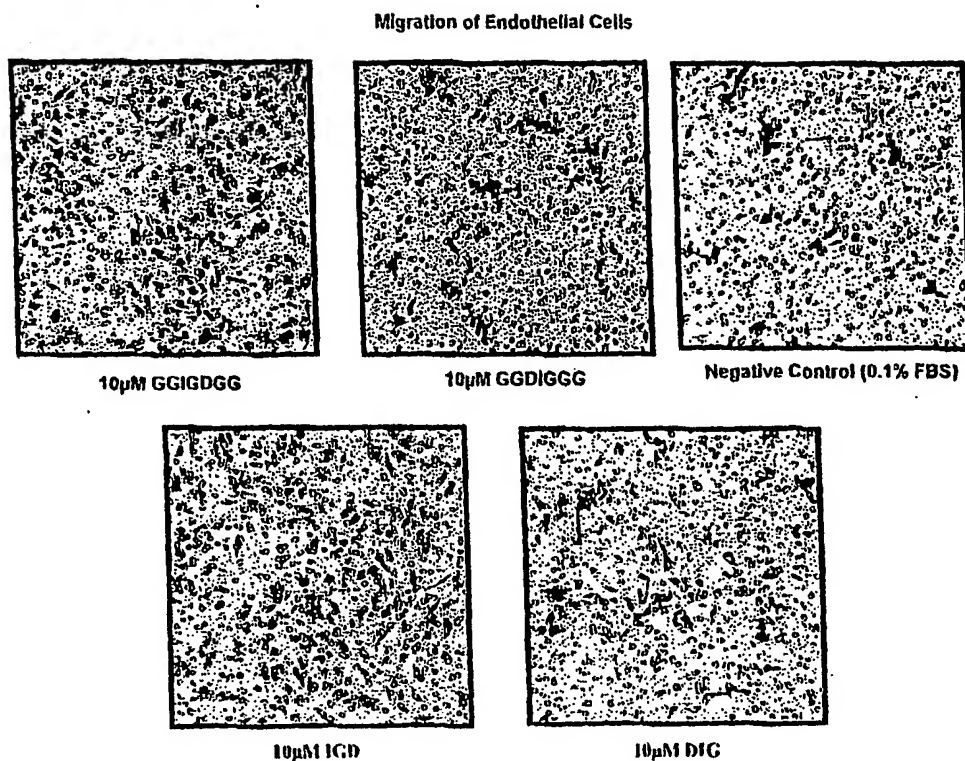 Migration of Endothelial Cells
10µM GGIGDGG
10µM GGDIGGG
Negative Control (0.1% FBS)
10µM IGD
10µM DIG